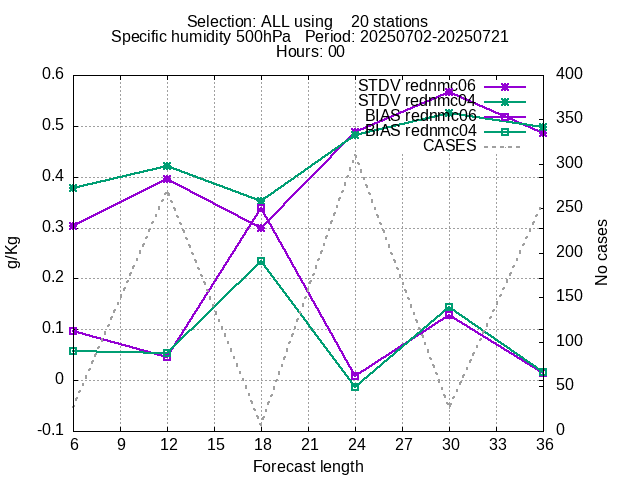 Selection: ALL using    20 stations
Specific humidity 500hPa   Period: 20250702-20250721
Hours: 00
0.6
0.5
0.4
0.3
0.2
0.1
0
-0.1
g/Kg
STDV rednmc06
STDV rednmc04
BIAS rednmc06
BIAS rednmc04
CASES
400
350
300
250
200
150
100
50
0
No cases
6 9 12 15 18 21 24 27 30 33 36
Forecast length